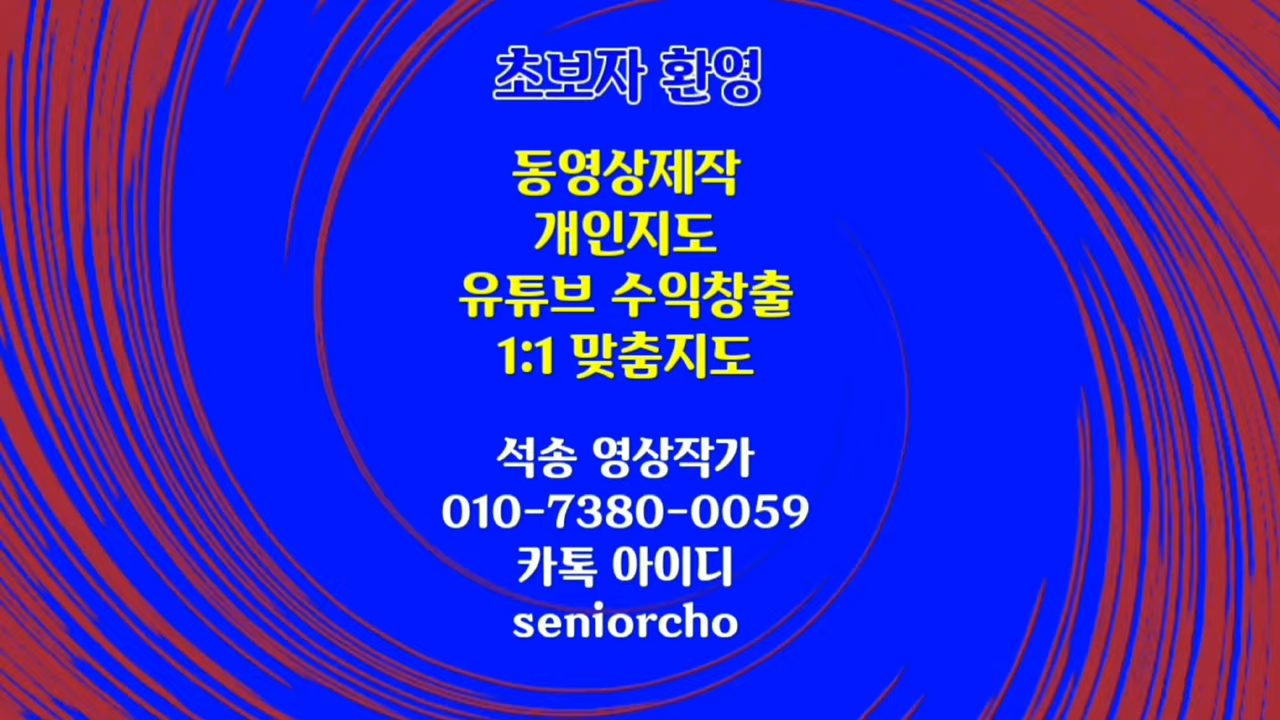 초보자 환영
동영상제작
개인지도
유튜브 수익창출
1:1 맞춤지도
석송 영상작가
010-7380-0059
카톡 아이디
seniorcho